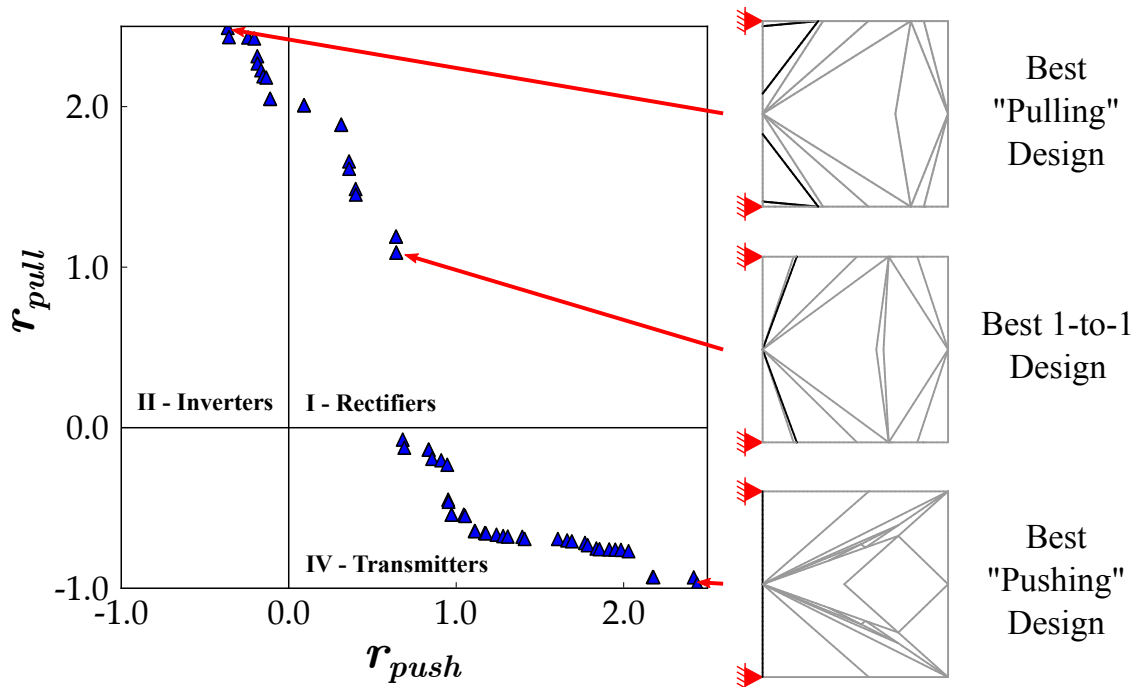 r_pull
2.0
1.0
0.0
-1.0
II - Inverters
I - Rectifiers
IV - Transmitters
-1.0
0.0
1.0
2.0
r_push
Best
"Pulling"
Design
Best 1-to-1
Design
Best
"Pushing"
Design